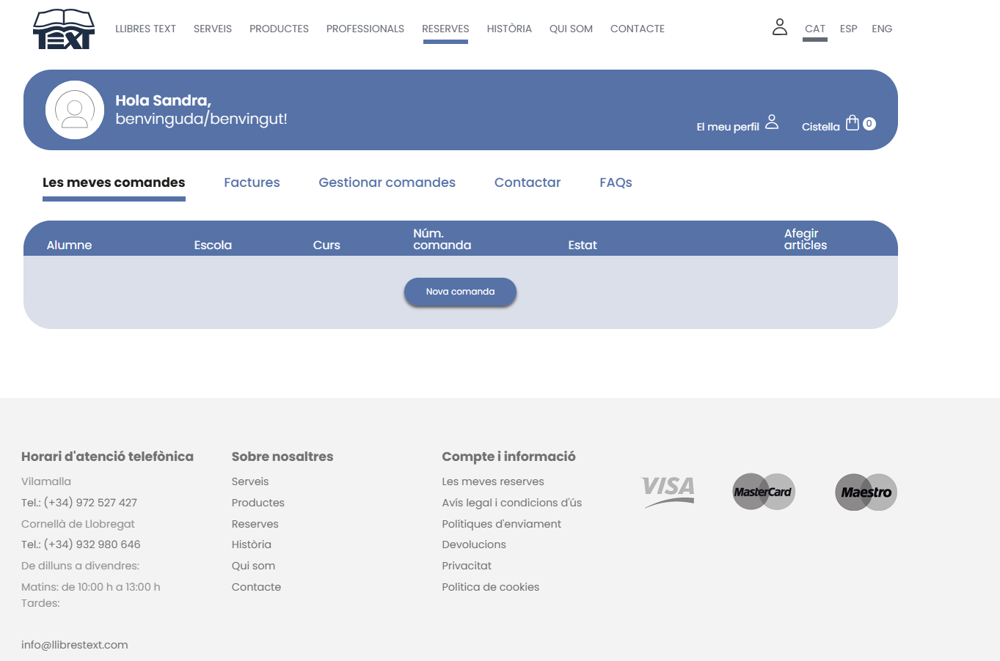 TEXT
LLIBRES TEXT SERVEIS PRODUCTES PROFESSIONALS RESERVES HISTÒRIA QUI SOM CONTACTE CAT ESP ENG
Hola Sandra,
benvinguda/benvingut!
El meu perfil Cistella 0
Les meves comandes Factures Gestionar comandes Contactar FAQs
Alumne Escola Curs Núm. comanda Estat Afegir articles
Nova comanda
Horari d'atenció telefònica
Vilamalla
Tel.: (+34) 972 527 427
Cornellà de Llobregat
Tel.: (+34) 932 980 646
De dilluns a divendres:
Matins: de 10:00 h a 13:00 h
Tardes:
info@llibrestext.com
Sobre nosaltres
Serveis
Productes
Reserves
Història
Qui som
Contacte
Compte i informació
Les meves reserves
Avís legal i condicions d'ús
Polítiques d'enviament
Devolucions
Privacitat
Política de cookies
VISA MasterCard Maestro